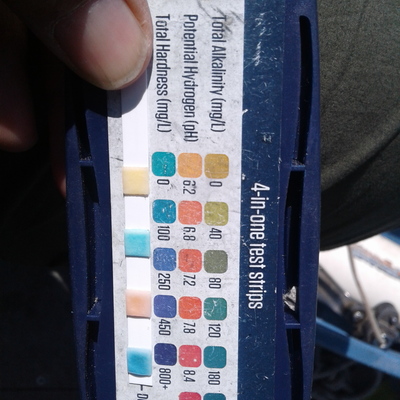 4-in-one test strips
Total Alkalinity (mg/L)
0 40 80 120 180
Potential Hydrogen (pH)
6.2 6.8 7.2 7.8 8.4
Total Hardness (mg/L)
0 100 250 450 800+